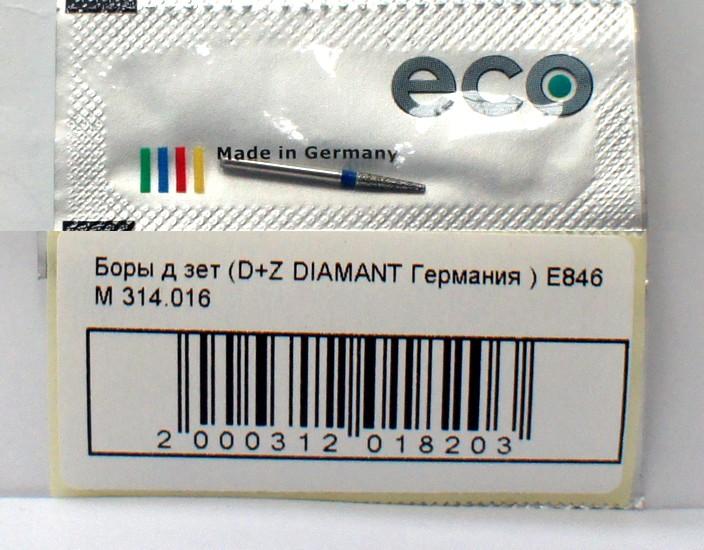 eco
Made in Germany
Боры д зет (D+Z DIAMANT Германия ) E846
М 314.016
2 000312 018203